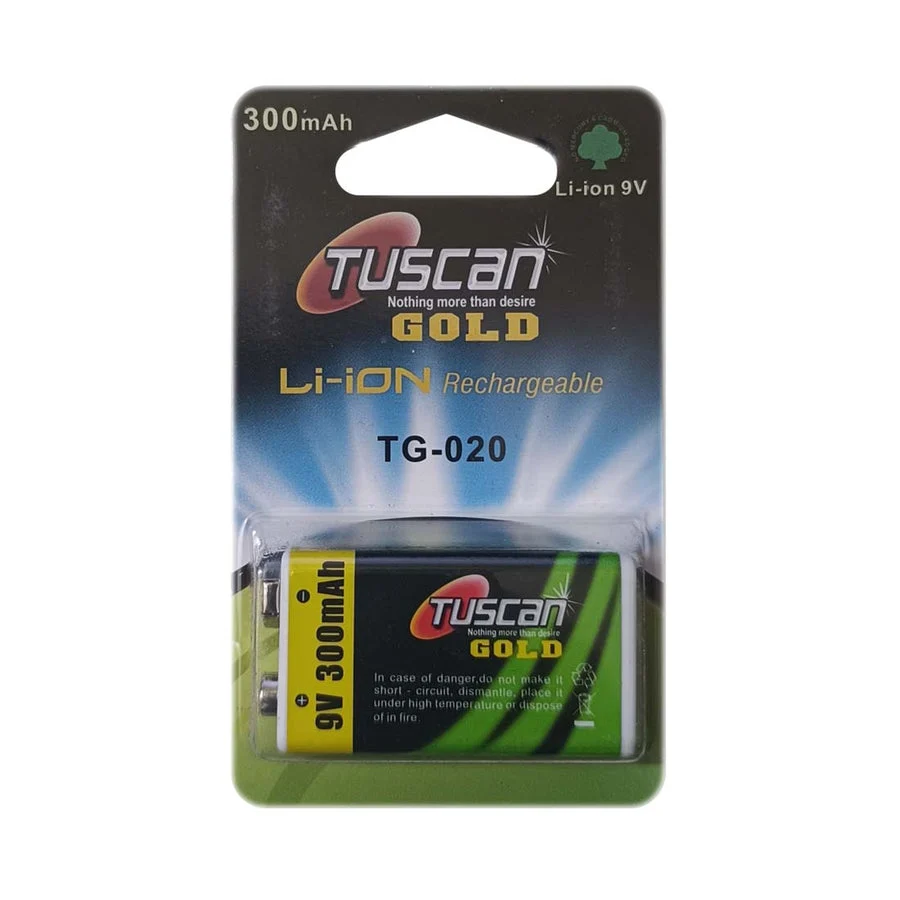 300mAh
Li-ion 9V
TUSCAN
Nothing more than desire
GOLD
Li-iON Rechargeable
TG-020
9V 300mAh
- +
TUSCAN
Nothing more than desire
GOLD
In case of danger,do not make it
short - circuit, dismantle, place it
under high temperature or dispose
of in fire.